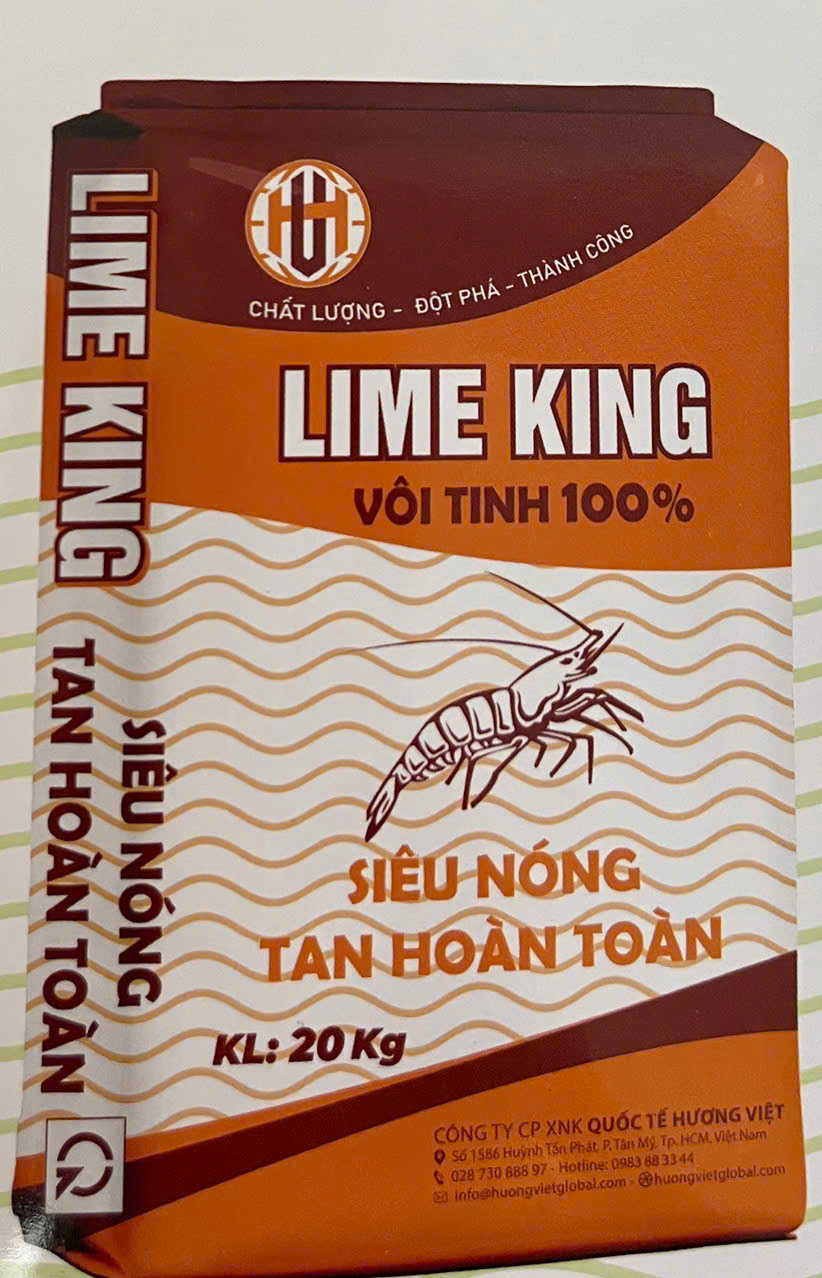 CHẤT LƯỢNG - ĐỘT PHÁ - THÀNH CÔNG
LIME KING
VÔI TINH 100%
SIÊU NÓNG
TAN HOÀN TOÀN
KL: 20 Kg
CÔNG TY CP XNK QUỐC TẾ HƯƠNG VIỆT
Số 1586 Huỳnh Tấn Phát, P. Tân Mỹ, Tp. HCM, Việt Nam
028 730 888 97 - Hotline: 0983 88 33 44
info@huongvietglobal.com - huongvietglobal.com
LIME KING
SIÊU NÓNG
TAN HOÀN TOÀN